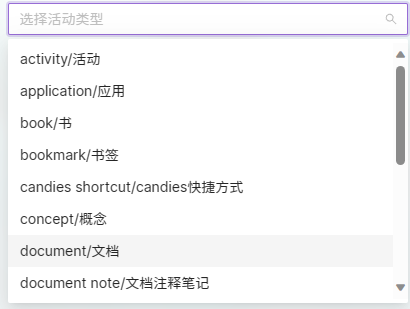 选择活动类型
activity/活动
application/应用
book/书
bookmark/书签
candies shortcut/candies快捷方式
concept/概念
document/文档
document note/文档注释笔记